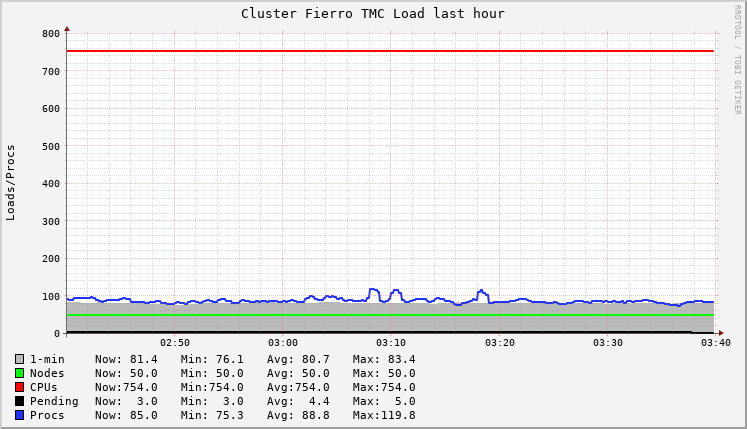 Cluster Fierro TMC Load last hour
RRDTOOL / TOBI OETIKER
Loads/Procs
800
700
600
500
400
300
200
100
0
02:50 03:00 03:10 03:20 03:30 03:40
1-min Now: 81.4 Min: 76.1 Avg: 80.7 Max: 83.4
Nodes Now: 50.0 Min: 50.0 Avg: 50.0 Max: 50.0
CPUs Now:754.0 Min:754.0 Avg:754.0 Max:754.0
Pending Now: 3.0 Min: 3.0 Avg: 4.4 Max: 5.0
Procs Now: 85.0 Min: 75.3 Avg: 88.8 Max:119.8